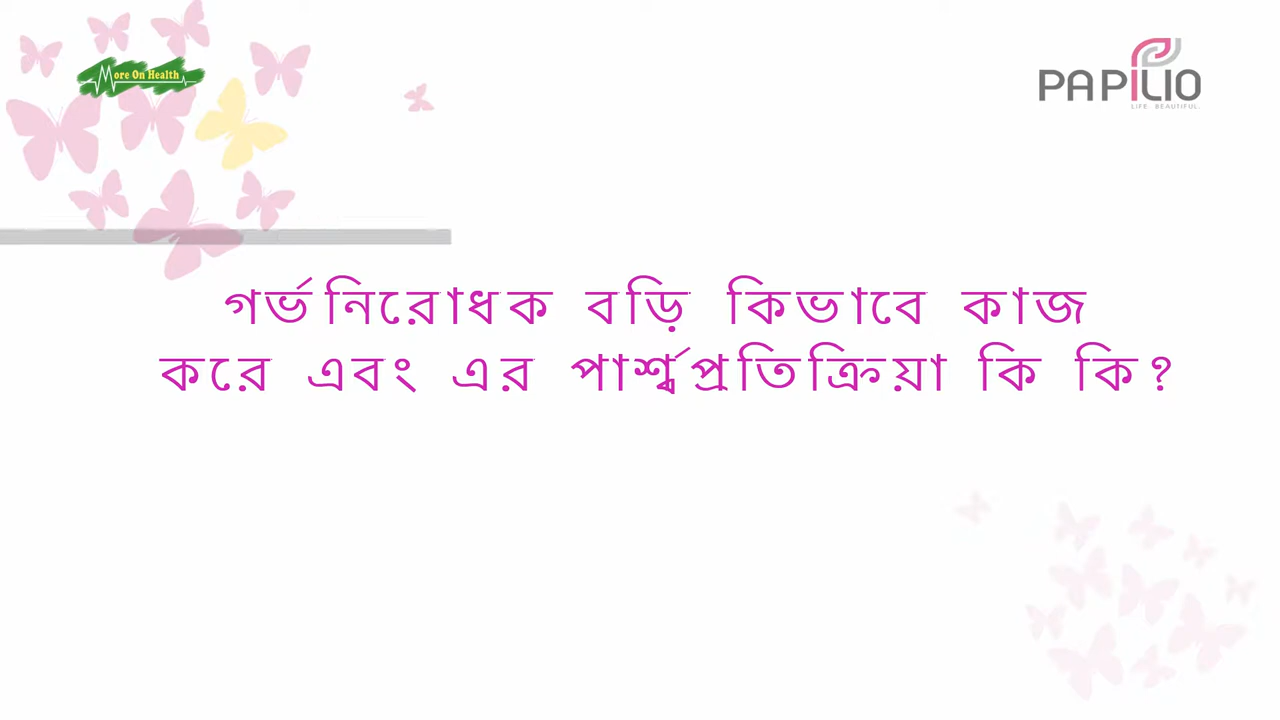 More On Health
PAPILIO
LIFE. BEAUTIFUL.
গর্ভনিরোধক বড়ি কিভাবে কাজ
করে এবং এর পার্শ্বপ্রতিক্রিয়া কি কি?